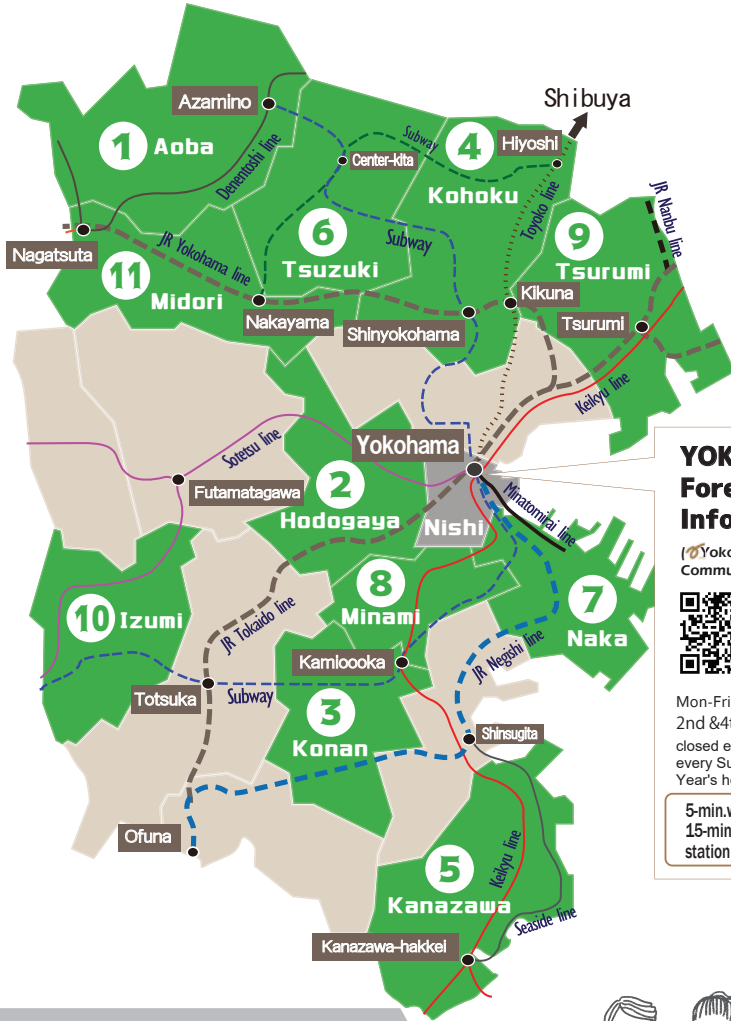 Shibuya
Azamino
Subway
4
Hiyoshi
1 Aoba
Denentoshi line
Center-kita
Kohoku
JR Nanbu line
Toyoko line
9
Tsurumi
6
Tsuzuki
Subway
Nagatsuta
JR Yokohama line
11
Midori
Kikuna
Nakayama
Shinyokohama
Tsurumi
Keikyu line
Sotetsu line
Yokohama
YOK
Fore
Info
Futamatagawa
2
Hodogaya
Nishi
Minatomirai line
(Yoko
Commu
8
Minami
7
Naka
10 Izumi
JR Tokaido line
Kamioooka
JR Negishi line
Totsuka
Subway
3
Konan
Shinsugita
Mon-Fri
2nd &4t
closed e
every Su
Year's h
5-min.w
15-min
station
Ofuna
5
Kanazawa
Keikyu line
Seaside line
Kanazawa-hakkei